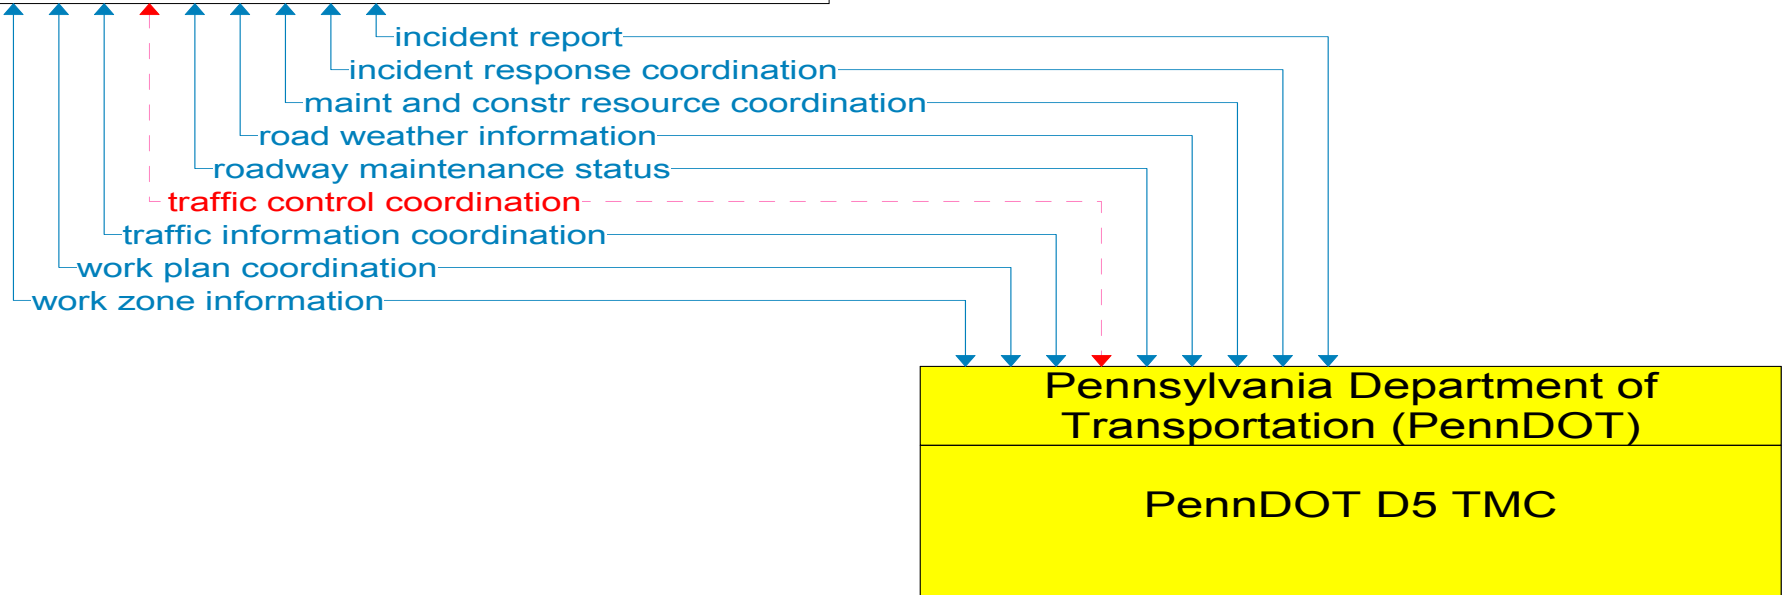 incident report
incident response coordination
maint and constr resource coordination
road weather information
roadway maintenance status
traffic control coordination
traffic information coordination
work plan coordination
work zone information
Pennsylvania Department of
Transportation (PennDOT)
PennDOT D5 TMC